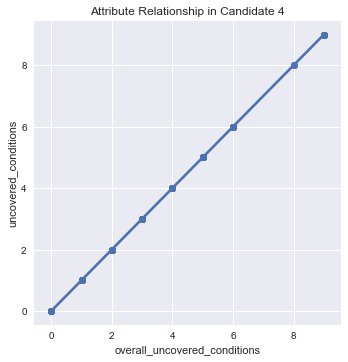 Attribute Relationship in Candidate 4
uncovered_conditions
8
6
4
2
0
0 2 4 6 8
overall_uncovered_conditions